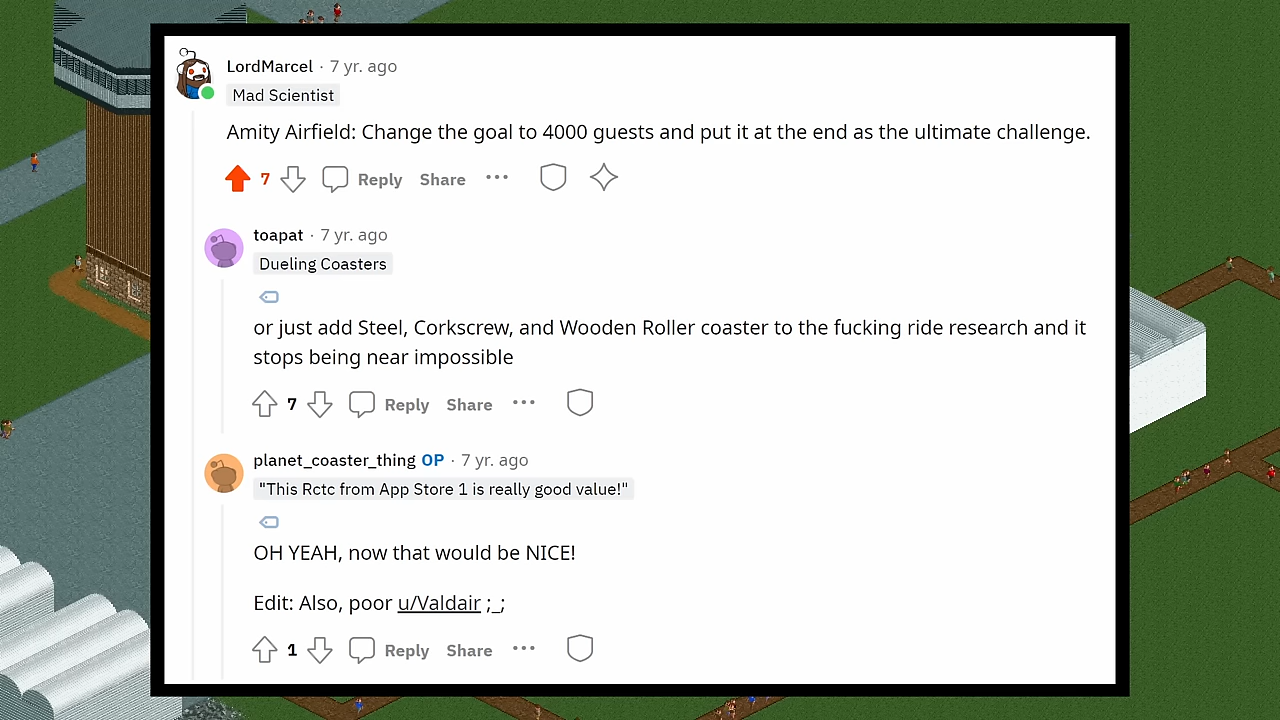 LordMarcel · 7 yr. ago
Mad Scientist
Amity Airfield: Change the goal to 4000 guests and put it at the end as the ultimate challenge.
7 Reply Share ···
toapat · 7 yr. ago
Dueling Coasters
or just add Steel, Corkscrew, and Wooden Roller coaster to the fucking ride research and it
stops being near impossible
7 Reply Share ···
planet_coaster_thing OP · 7 yr. ago
"This Rctc from App Store 1 is really good value!"
OH YEAH, now that would be NICE!
Edit: Also, poor u/Valdair ;_;
1 Reply Share ···